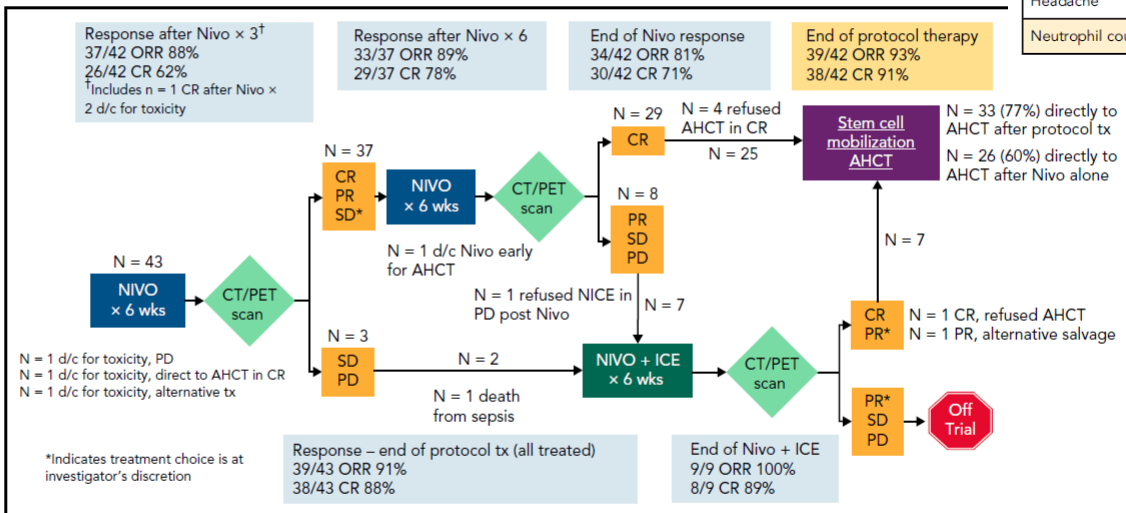 Headache
Neutrophil cou
Response after Nivo × 3†
37/42 ORR 88%
26/42 CR 62%
†Includes n = 1 CR after Nivo ×
2 d/c for toxicity
Response after Nivo × 6
33/37 ORR 89%
29/37 CR 78%
End of Nivo response
34/42 ORR 81%
30/42 CR 71%
End of protocol therapy
39/42 ORR 93%
38/42 CR 91%
N = 43
NIVO
× 6 wks
CT/PET
scan
N = 1 d/c for toxicity, PD
N = 1 d/c for toxicity, direct to AHCT in CR
N = 1 d/c for toxicity, alternative tx
N = 37
CR
PR
SD*
NIVO
× 6 wks
N = 1 d/c Nivo early
for AHCT
CT/PET
scan
N = 29
CR
N = 4 refused
AHCT in CR
N = 25
Stem cell
mobilization
AHCT
N = 33 (77%) directly to
AHCT after protocol tx
N = 26 (60%) directly to
AHCT after Nivo alone
N = 8
PR
SD
PD
N = 1 refused NICE in
PD post Nivo
N = 7
N = 3
SD
PD
N = 2
N = 1 death
from sepsis
NIVO + ICE
× 6 wks
CT/PET
scan
N = 7
CR
PR*
N = 1 CR, refused AHCT
N = 1 PR, alternative salvage
PR*
SD
PD
Off
Trial
*Indicates treatment choice is at
investigator's discretion
Response – end of protocol tx (all treated)
39/43 ORR 91%
38/43 CR 88%
End of Nivo + ICE
9/9 ORR 100%
8/9 CR 89%